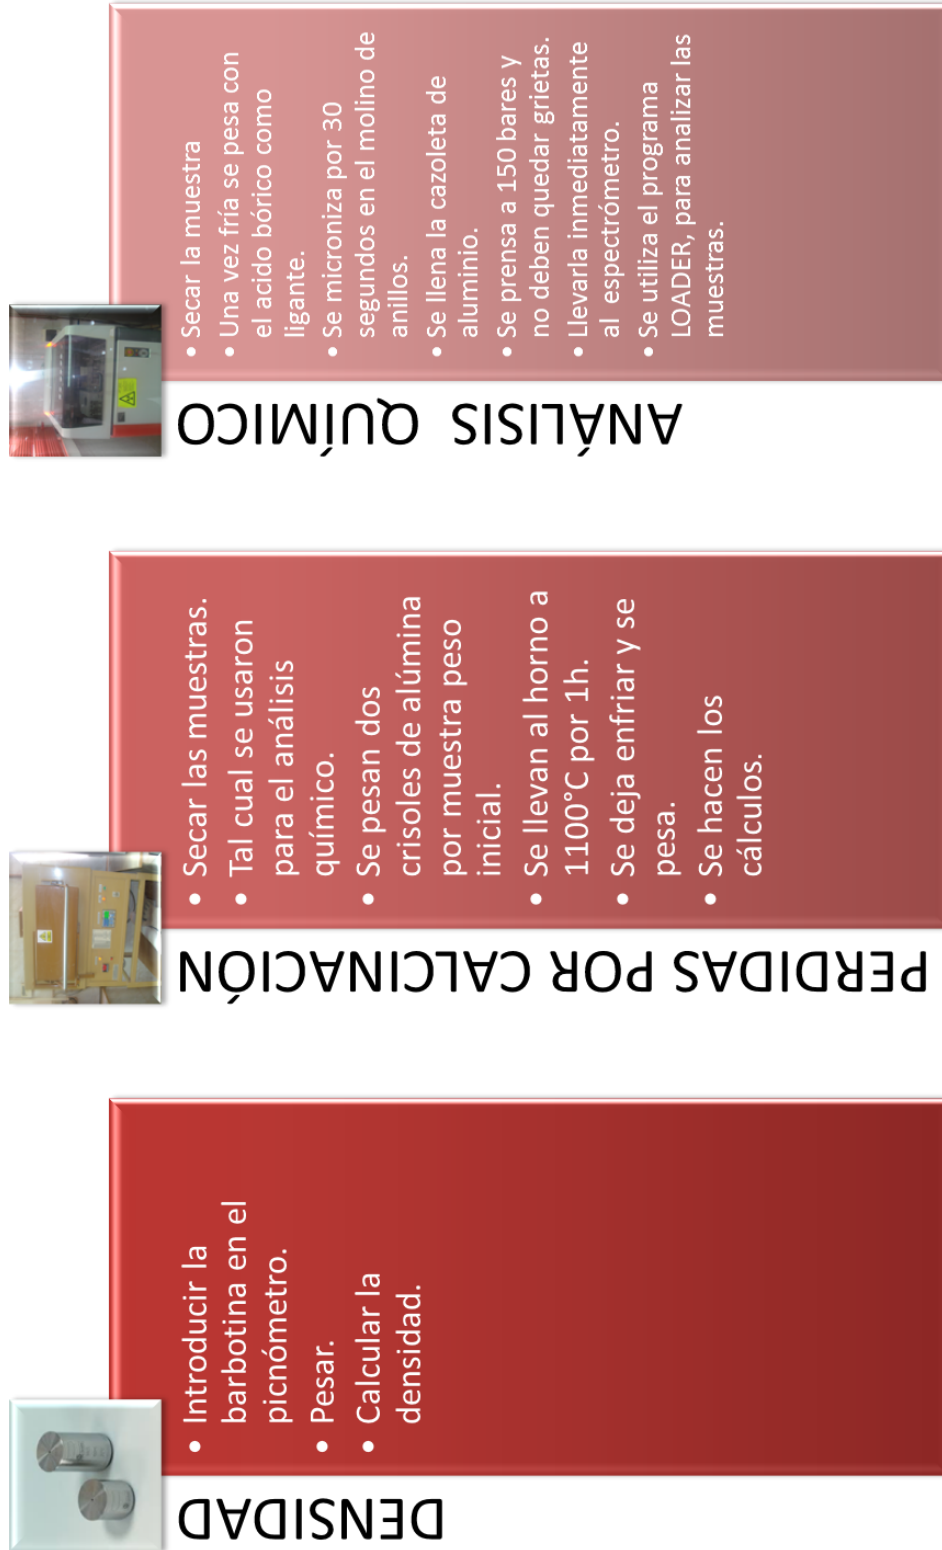 DENSIDAD
• Introducir la
barbotina en el
picnómetro.
• Pesar.
• Calcular la
densidad.
PERDIDAS POR CALCINACIÓN
• Secar las muestras.
• Tal cual se usaron
para el análisis
químico.
• Se pesan dos
crisoles de alúmina
por muestra peso
inicial.
• Se llevan al horno a
1100°C por 1h.
• Se deja enfriar y se
pesa.
• Se hacen los
cálculos.
ANÁLISIS QUÍMICO
• Secar la muestra
• Una vez fría se pesa con
el acido bórico como
ligante.
• Se microniza por 30
segundos en el molino de
anillos.
• Se llena la cazoleta de
aluminio.
• Se prensa a 150 bares y
no deben quedar grietas.
• Llevarla inmediatamente
al espectrómetro.
• Se utiliza el programa
LOADER, para analizar las
muestras.